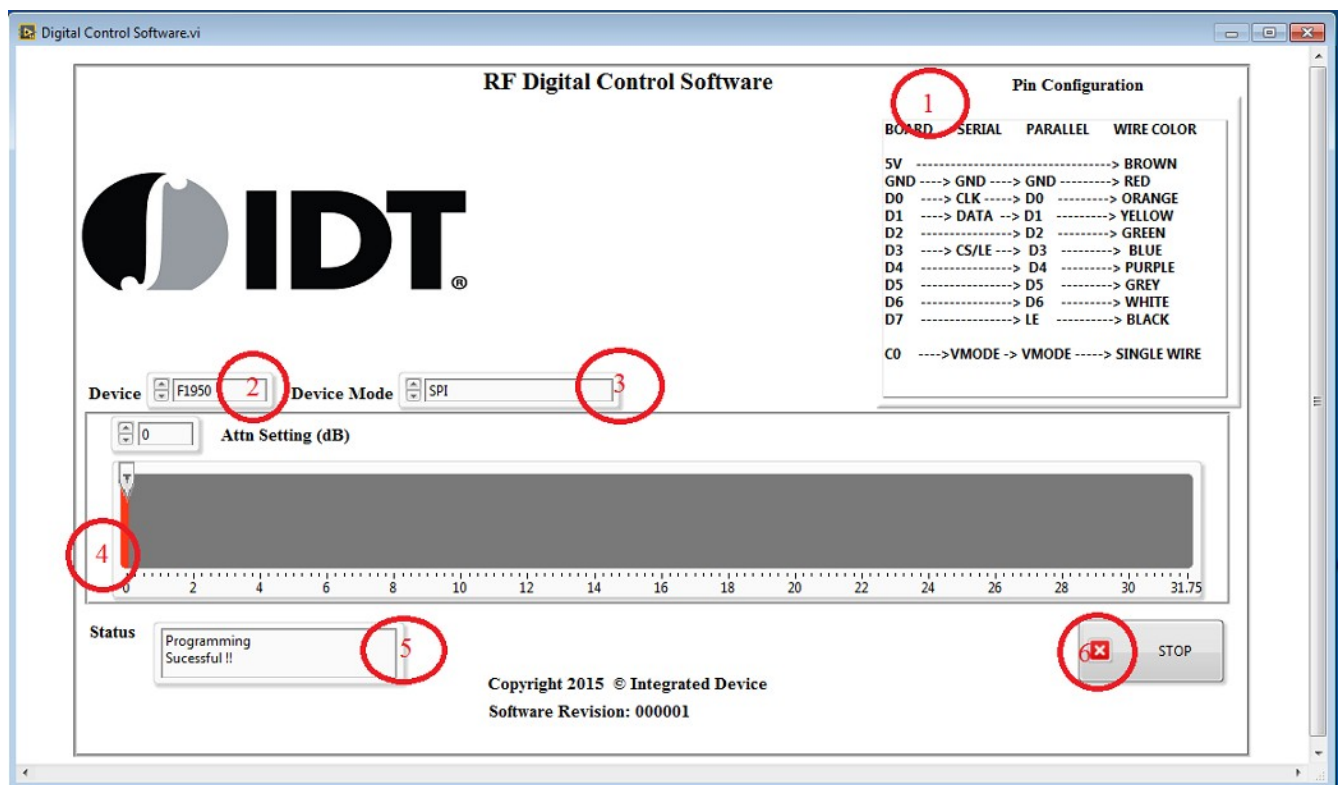 Digital Control Software.vi
RF Digital Control Software
Pin Configuration
1
BOARD SERIAL PARALLEL WIRE COLOR
5V ----------------------------------> BROWN
GND ----> GND ----> GND ---------> RED
D0 ----> CLK -----> D0 ---------> ORANGE
D1 ----> DATA --> D1 ---------> YELLOW
D2 ----------------> D2 ---------> GREEN
D3 ----> CS/LE ---> D3 ---------> BLUE
D4 ----------------> D4 ---------> PURPLE
D5 ----------------> D5 ---------> GREY
D6 ----------------> D6 ---------> WHITE
D7 ----------------> LE ----------> BLACK
C0 ---->VMODE -> VMODE -----> SINGLE WIRE
IDT®
Device F1950 2 Device Mode SPI 3
0 Attn Setting (dB)
4
0 2 4 6 8 10 12 14 16 18 20 22 24 26 28 30 31.75
Status
Programming
Sucessful !!
5
6 STOP
Copyright 2015 © Integrated Device
Software Revision: 000001